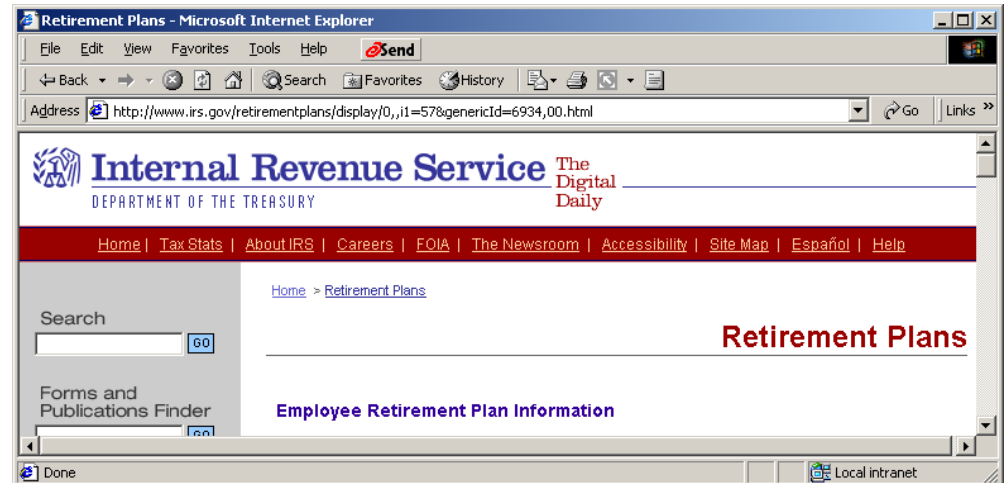 Retirement Plans - Microsoft Internet Explorer
File Edit View Favorites Tools Help Send
Back Search Favorites History
Address http://www.irs.gov/retirementplans/display/0,,i1=57&genericId=6934,00.html Go Links »
Internal Revenue Service The Digital Daily
DEPARTMENT OF THE TREASURY
Home | Tax Stats | About IRS | Careers | FOIA | The Newsroom | Accessibility | Site Map | Español | Help
Home > Retirement Plans
Search
GO
Retirement Plans
Forms and
Publications Finder
GO
Employee Retirement Plan Information
Done Local intranet